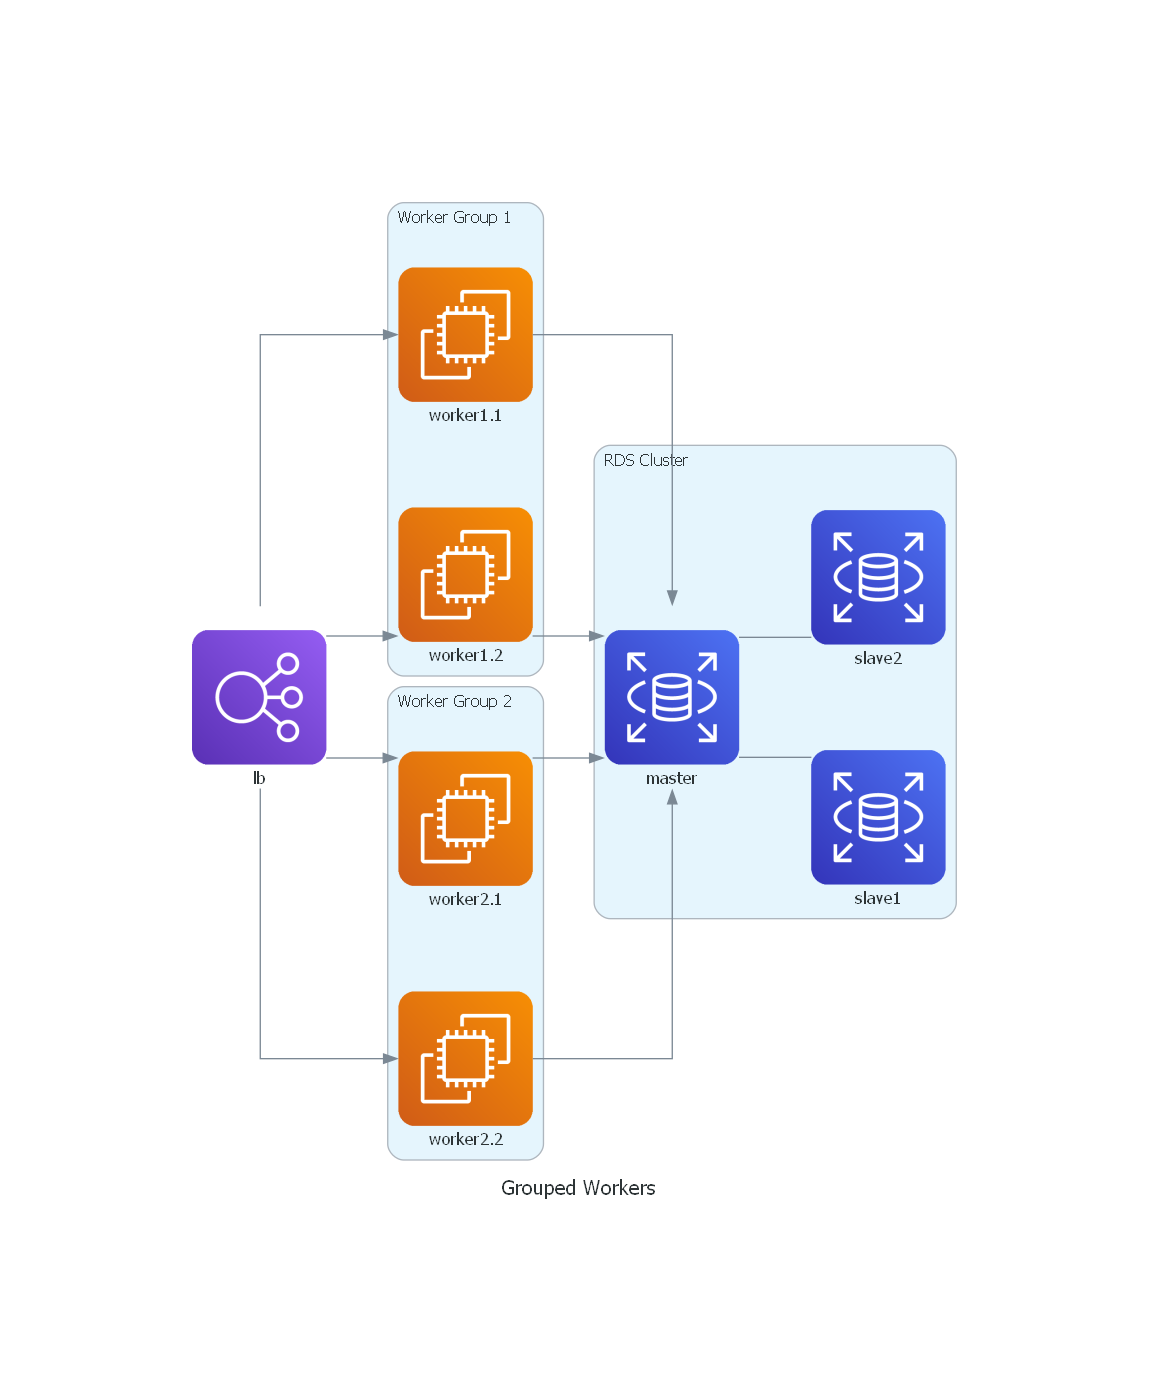 Worker Group 1
worker1.1
RDS Cluster
worker1.2
slave2
Worker Group 2
lb
master
worker2.1
slave1
worker2.2
Grouped Workers